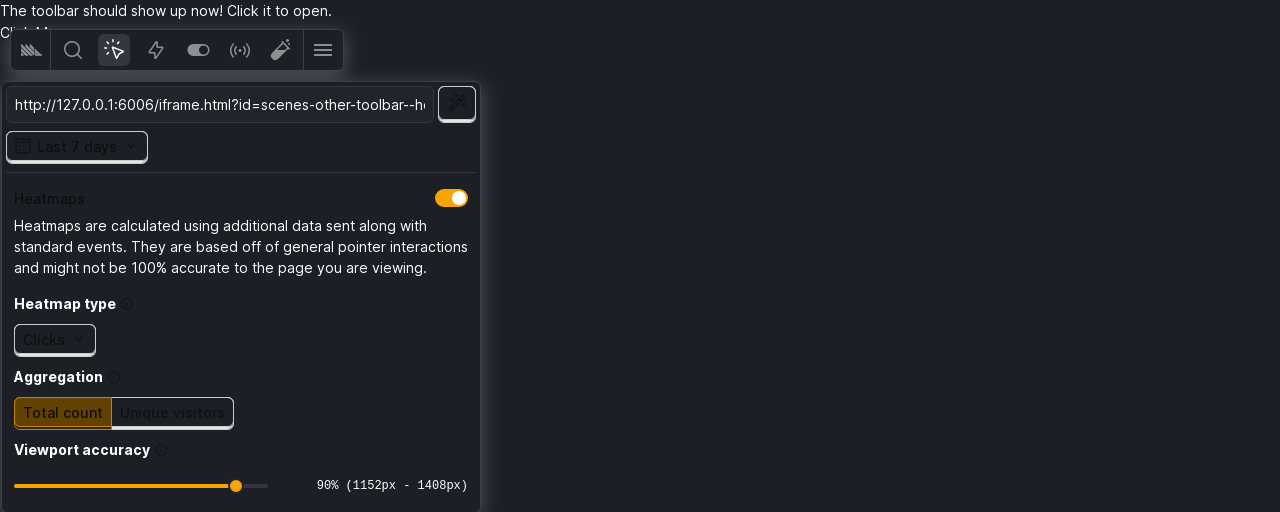 The toolbar should show up now! Click it to open.
http://127.0.0.1:6006/iframe.html?id=scenes-other-toolbar--h
Last 7 days
Heatmaps
Heatmaps are calculated using additional data sent along with
standard events. They are based off of general pointer interactions
and might not be 100% accurate to the page you are viewing.
Heatmap type
Clicks
Aggregation
Total count
Unique visitors
Viewport accuracy
90% (1152px - 1408px)